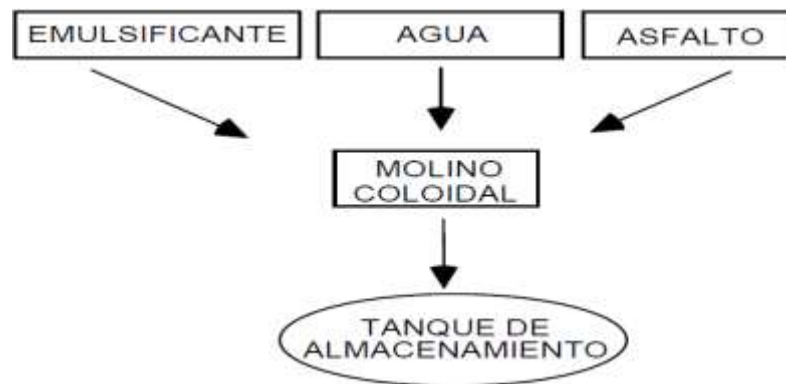 EMULSIFICANTE
AGUA
ASFALTO
MOLINO
COLOIDAL
TANQUE DE
ALMACENAMIENTO